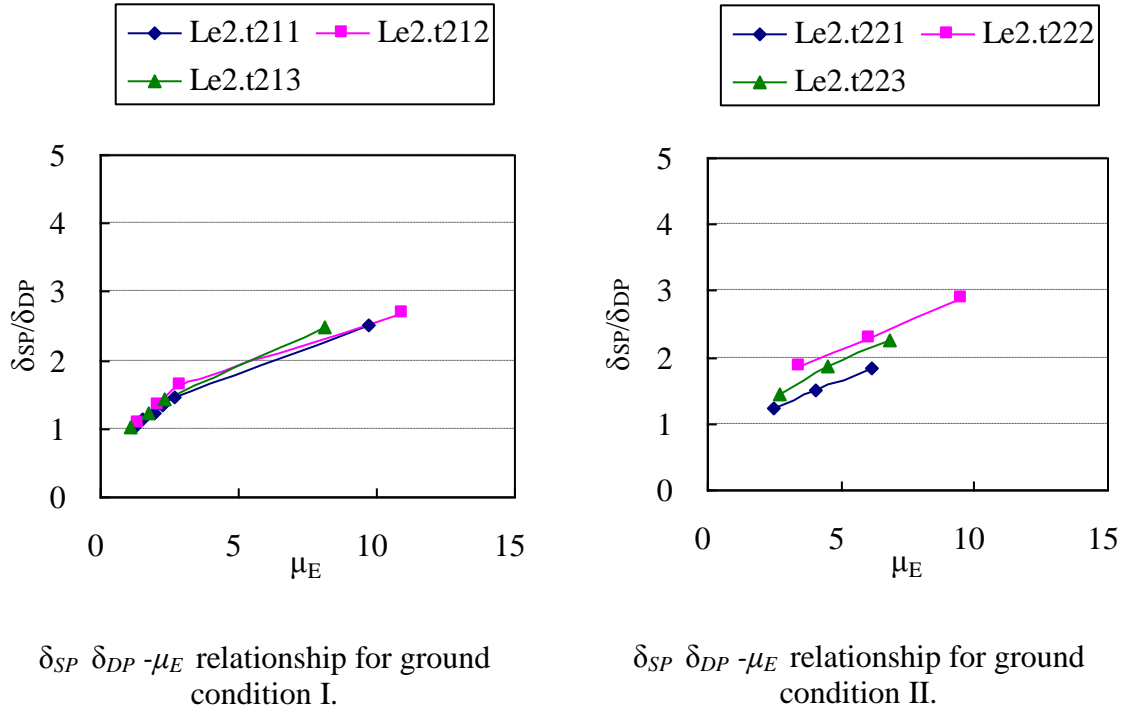 Le2.t211 Le2.t212
Le2.t213
5
4
3
2
1
0
δSP/δDP
0 5 10 15
μE
δSP δDP -μE relationship for ground
condition I.
Le2.t221 Le2.t222
Le2.t223
5
4
3
2
1
0
δSP/δDP
0 5 10 15
μE
δSP δDP -μE relationship for ground
condition II.